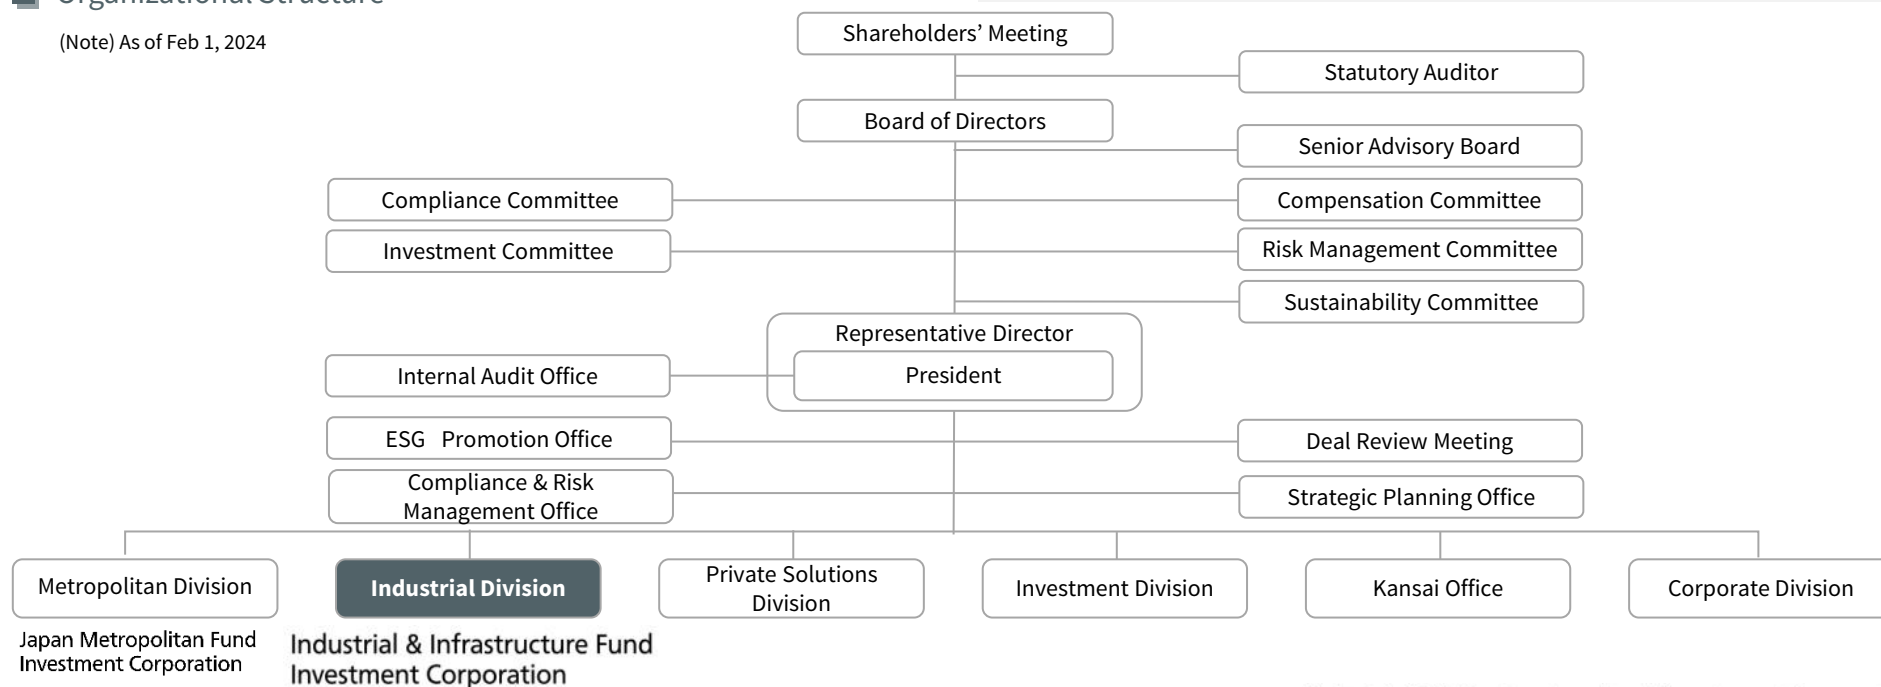 Organizational Structure
(Note) As of Feb 1, 2024
Shareholders’ Meeting
Statutory Auditor
Board of Directors
Senior Advisory Board
Compliance Committee
Compensation Committee
Investment Committee
Risk Management Committee
Sustainability Committee
Representative Director
President
Internal Audit Office
ESG Promotion Office
Deal Review Meeting
Compliance & Risk
Management Office
Strategic Planning Office
Metropolitan Division
Industrial Division
Private Solutions
Division
Investment Division
Kansai Office
Corporate Division
Japan Metropolitan Fund
Investment Corporation
Industrial & Infrastructure Fund
Investment Corporation